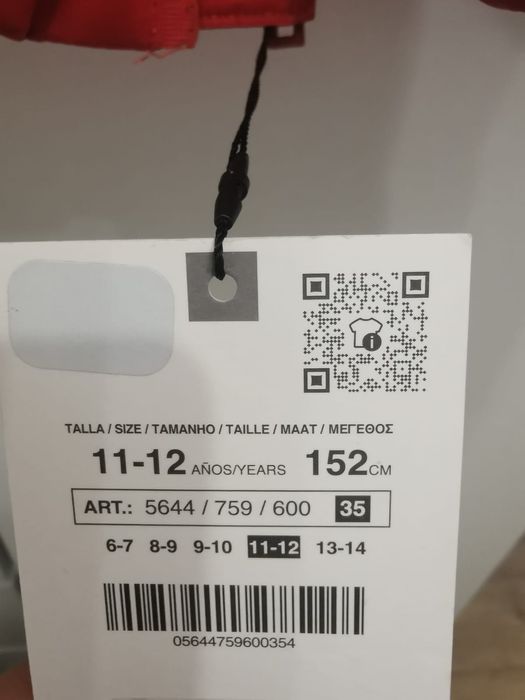 TALLA / SIZE / TAMANHO / TAILLE / MAAT / ΜΕΓΕΘΟΣ
11-12 AÑOS/YEARS 152CM
ART.: 5644 / 759 / 600 35
6-7 8-9 9-10 11-12 13-14
05644759600354